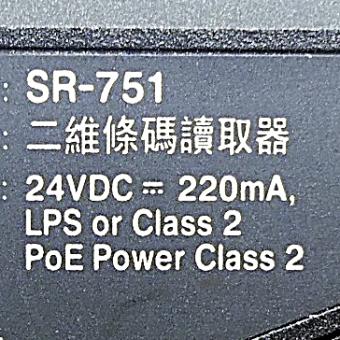 : SR-751
: 二維條碼讀取器
: 24VDC ⎓ 220mA,
LPS or Class 2
PoE Power Class 2